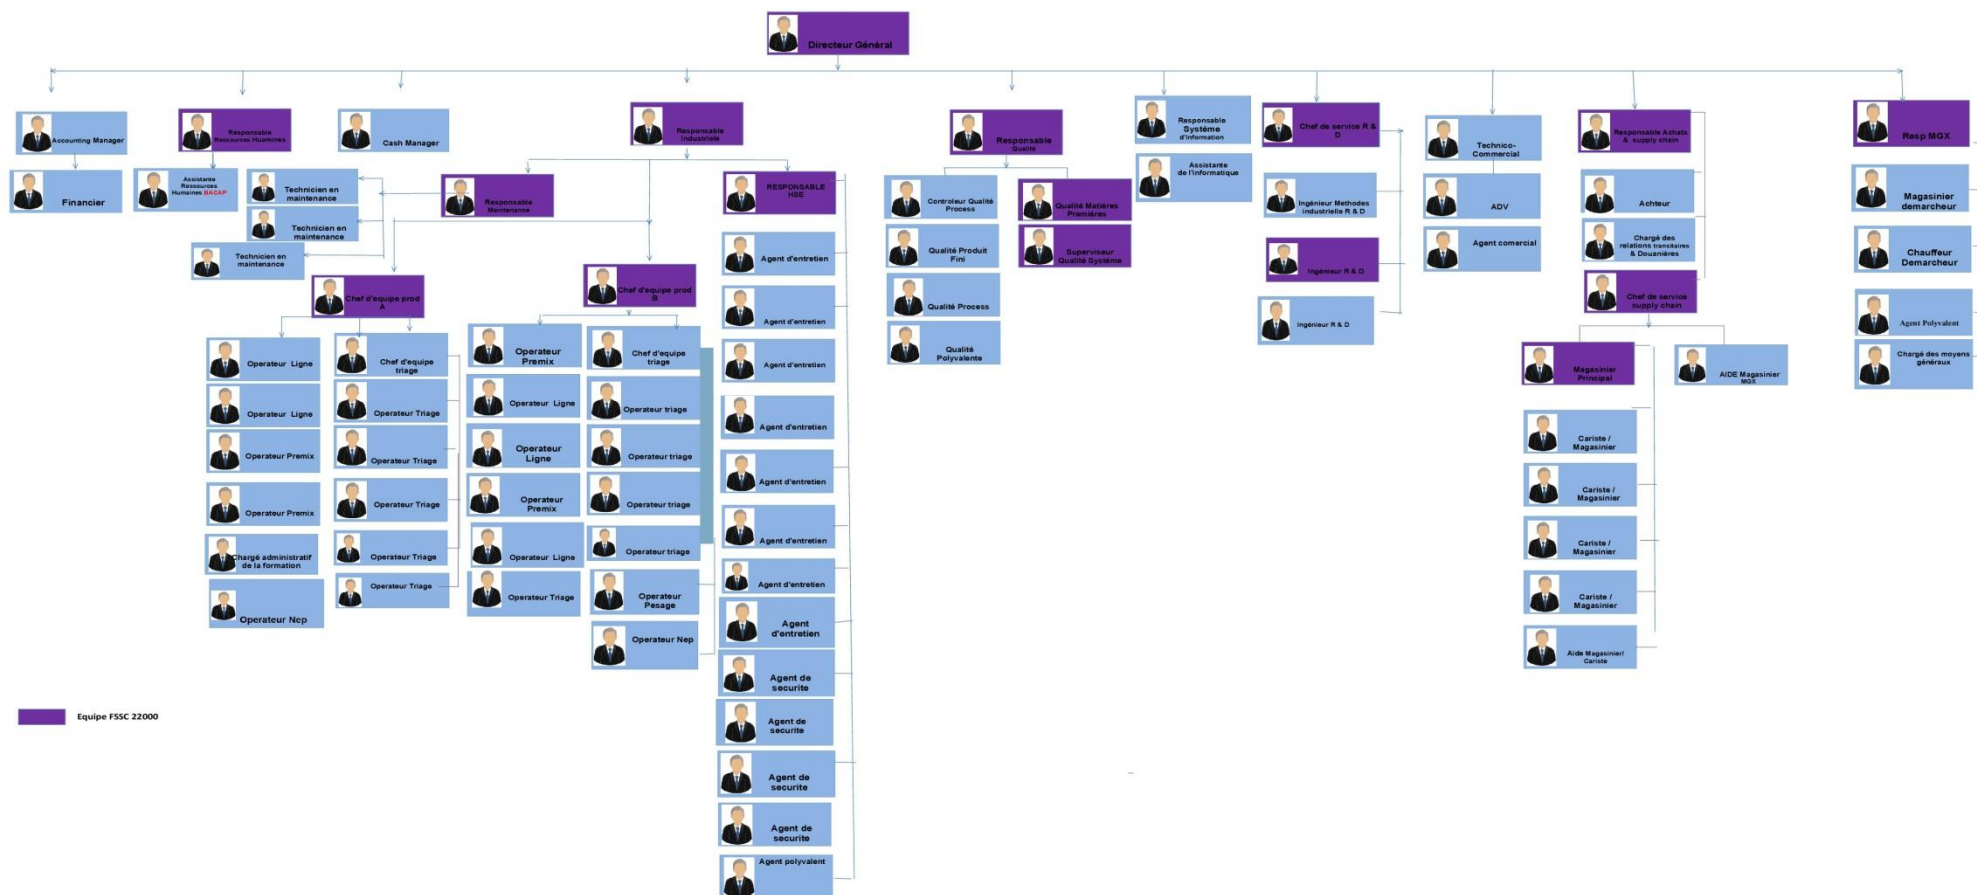 Directeur Général
Accounting Manager
Financier
Responsable
Ressources Huamines
Assistante
Ressources
Humaines BACAP
Cash Manager
Responsable
Industriele
Technicien en
maintenance
Technicien en
maintenance
Technicien en
maintenance
Responsable
Maintenance
RESPONSABLE
HSE
Chef d'equipe prod
A
Chef d'equipe prod
B
Operateur Ligne
Operateur Ligne
Operateur Premix
Operateur Premix
Chargé administratif
de la formation
Operateur Nep
Chef d'equipe
triage
Operateur Triage
Operateur Triage
Operateur Triage
Operateur Triage
Operateur Triage
Operateur
Premix
Operateur Ligne
Operateur
Ligne
Operateur
Premix
Operateur Ligne
Operateur Triage
Chef d'equipe
triage
Operateur triage
Operateur triage
Operateur triage
Operateur triage
Operateur
Pesage
Operateur Nep
Agent d'entretien
Agent d'entretien
Agent d'entretien
Agent d'entretien
Agent d'entretien
Agent d'entretien
Agent d'entretien
Agent
d'entretien
Agent de
securite
Agent de
securite
Agent de
securite
Agent de
securite
Agent polyvalent
Responsable
Qualité
Controleur Qualité
Process
Qualité Produit
Fini
Qualité Process
Qualité
Polyvalente
Qualité Matières
Premières
Superviseur
Qualité Système
Responsable
Systéme
d'information
Assistante
de l'informatique
Chef de service R &
D
Ingénieur Methodes
industrielle R & D
Ingénieur R & D
Ingénieur R & D
Technico-
Commercial
ADV
Agent comercial
Responsable Achats
& supply chain
Achteur
Chargé des
relations transitaires
& Douanières
Chef de service
supply chain
Magasinier
Principal
AIDE Magasinier
MGX
Cariste /
Magasinier
Cariste /
Magasinier
Cariste /
Magasinier
Cariste /
Magasinier
Aide Magasinier/
Cariste
Resp MGX
Magasinier
demarcheur
Chauffeur
Demarcheur
Agent Polyvalent
Chargé des moyens
généraux
Equipe FSSC 22000